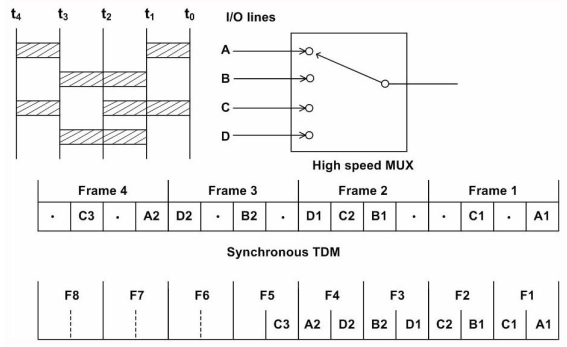 t4 t3 t2 t1 t0
I/O lines
A
B
C
D
High speed MUX
Frame 4 Frame 3 Frame 2 Frame 1
· C3 · A2 D2 · B2 · D1 C2 B1 · · C1 · A1
Synchronous TDM
F8 F7 F6 F5 F4 F3 F2 F1
C3 A2 D2 B2 D1 C2 B1 C1 A1